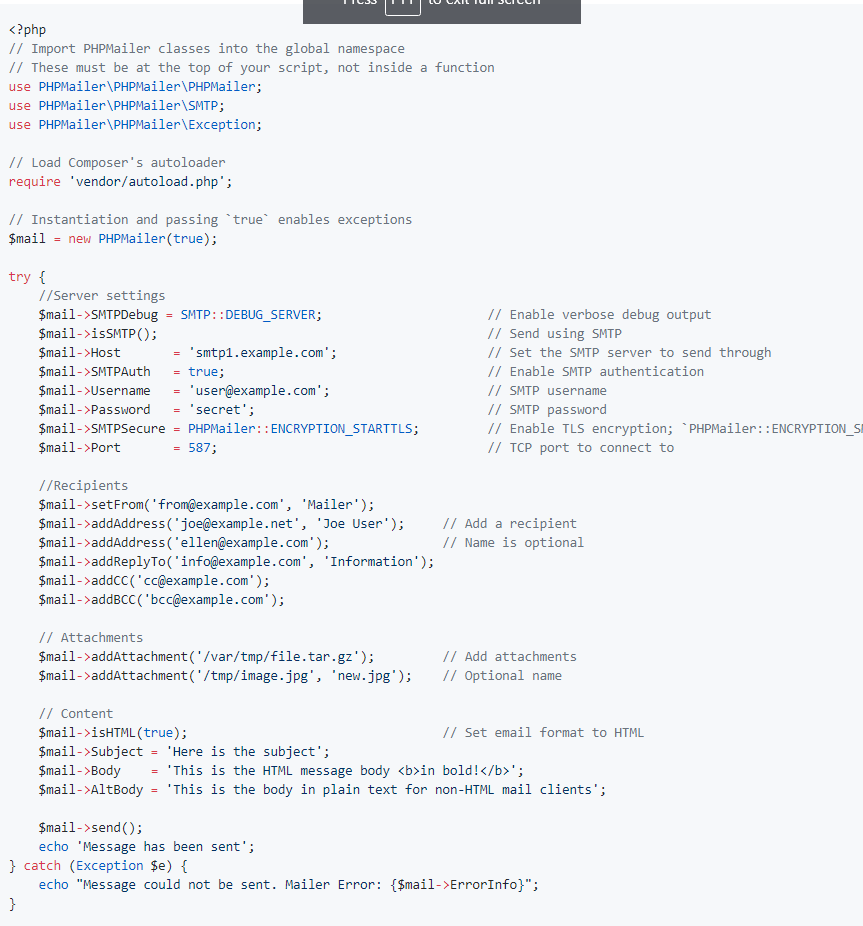 Press F11 to exit full screen
<?php
// Import PHPMailer classes into the global namespace
// These must be at the top of your script, not inside a function
use PHPMailer\PHPMailer\PHPMailer;
use PHPMailer\PHPMailer\SMTP;
use PHPMailer\PHPMailer\Exception;

// Load Composer's autoloader
require 'vendor/autoload.php';

// Instantiation and passing `true` enables exceptions
$mail = new PHPMailer(true);

try {
    //Server settings
    $mail->SMTPDebug = SMTP::DEBUG_SERVER;                      // Enable verbose debug output
    $mail->isSMTP();                                            // Send using SMTP
    $mail->Host       = 'smtp1.example.com';                    // Set the SMTP server to send through
    $mail->SMTPAuth   = true;                                   // Enable SMTP authentication
    $mail->Username   = 'user@example.com';                     // SMTP username
    $mail->Password   = 'secret';                               // SMTP password
    $mail->SMTPSecure = PHPMailer::ENCRYPTION_STARTTLS;         // Enable TLS encryption; `PHPMailer::ENCRYPTION_S
    $mail->Port       = 587;                                    // TCP port to connect to

    //Recipients
    $mail->setFrom('from@example.com', 'Mailer');
    $mail->addAddress('joe@example.net', 'Joe User');     // Add a recipient
    $mail->addAddress('ellen@example.com');               // Name is optional
    $mail->addReplyTo('info@example.com', 'Information');
    $mail->addCC('cc@example.com');
    $mail->addBCC('bcc@example.com');

    // Attachments
    $mail->addAttachment('/var/tmp/file.tar.gz');         // Add attachments
    $mail->addAttachment('/tmp/image.jpg', 'new.jpg');    // Optional name

    // Content
    $mail->isHTML(true);                                  // Set email format to HTML
    $mail->Subject = 'Here is the subject';
    $mail->Body    = 'This is the HTML message body <b>in bold!</b>';
    $mail->AltBody = 'This is the body in plain text for non-HTML mail clients';

    $mail->send();
    echo 'Message has been sent';
} catch (Exception $e) {
    echo "Message could not be sent. Mailer Error: {$mail->ErrorInfo}";
}